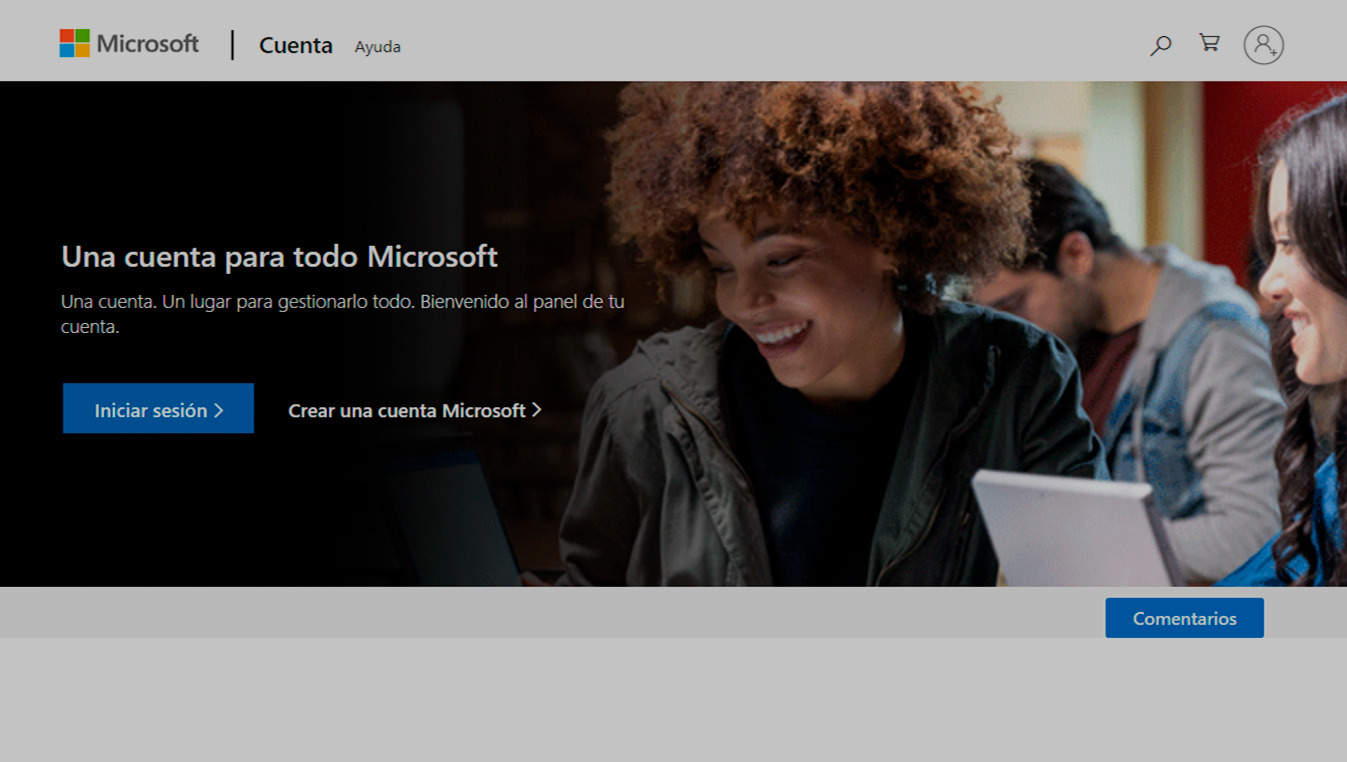 Microsoft | Cuenta Ayuda
Una cuenta para todo Microsoft
Una cuenta. Un lugar para gestionarlo todo. Bienvenido al panel de tu
cuenta.
Iniciar sesión > Crear una cuenta Microsoft >
Comentarios